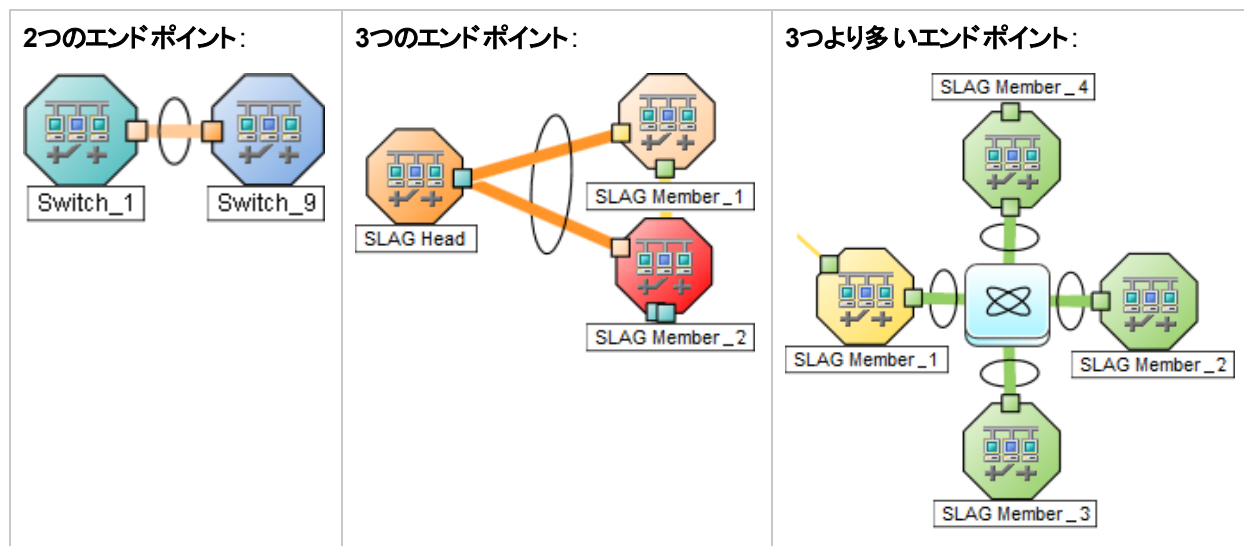 2つのエンドポイント:
Switch_1
Switch_9
3つのエンドポイント:
SLAG Head
SLAG Member_1
SLAG Member_2
3つより多いエンドポイント:
SLAG Member_4
SLAG Member_1
SLAG Member_2
SLAG Member_3